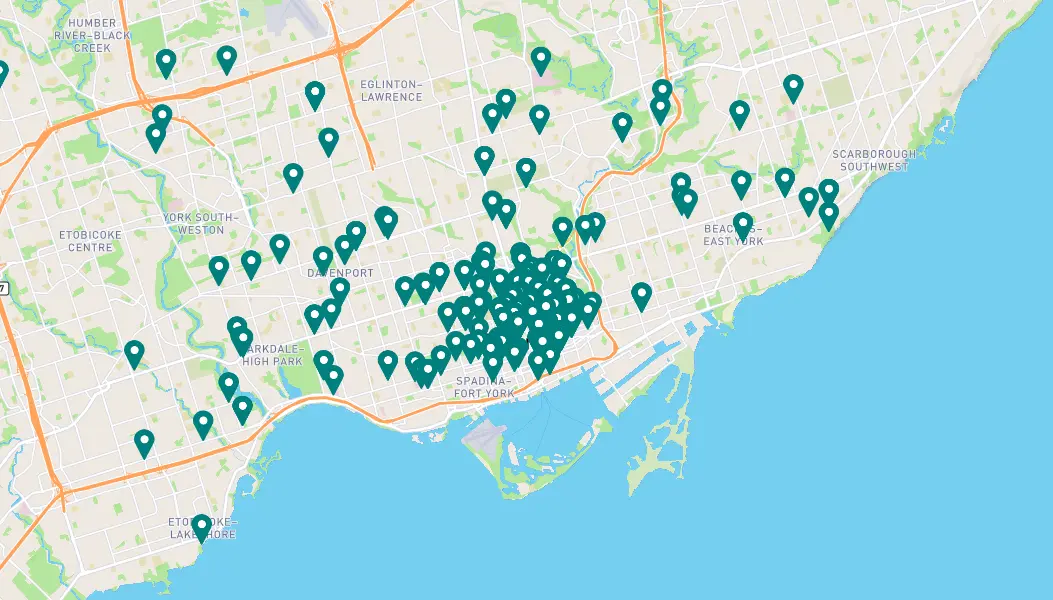 HUMBER
RIVER-BLACK
CREEK
EGLINTON-
LAWRENCE
SCARBOROUGH
SOUTHWEST
YORK SOUTH-
WESTON
ETOBICOKE
CENTRE
BEACHES-
EAST YORK
DAVENPORT
7
PARKDALE-
HIGH PARK
SPADINA-
FORT YORK
ETOBICOKE-
LAKESHORE